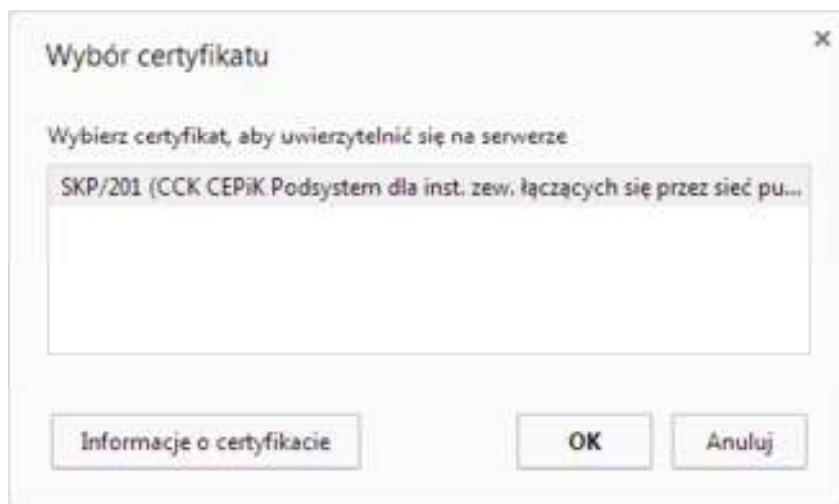 Wybór certyfikatu
Wybierz certyfikat, aby uwierzytelnić się na serwerze
SKP/201 (CCK CEPiK Podsystem dla inst. zew. łączących się przez sieć pu...
Informacje o certyfikacie
OK
Anuluj